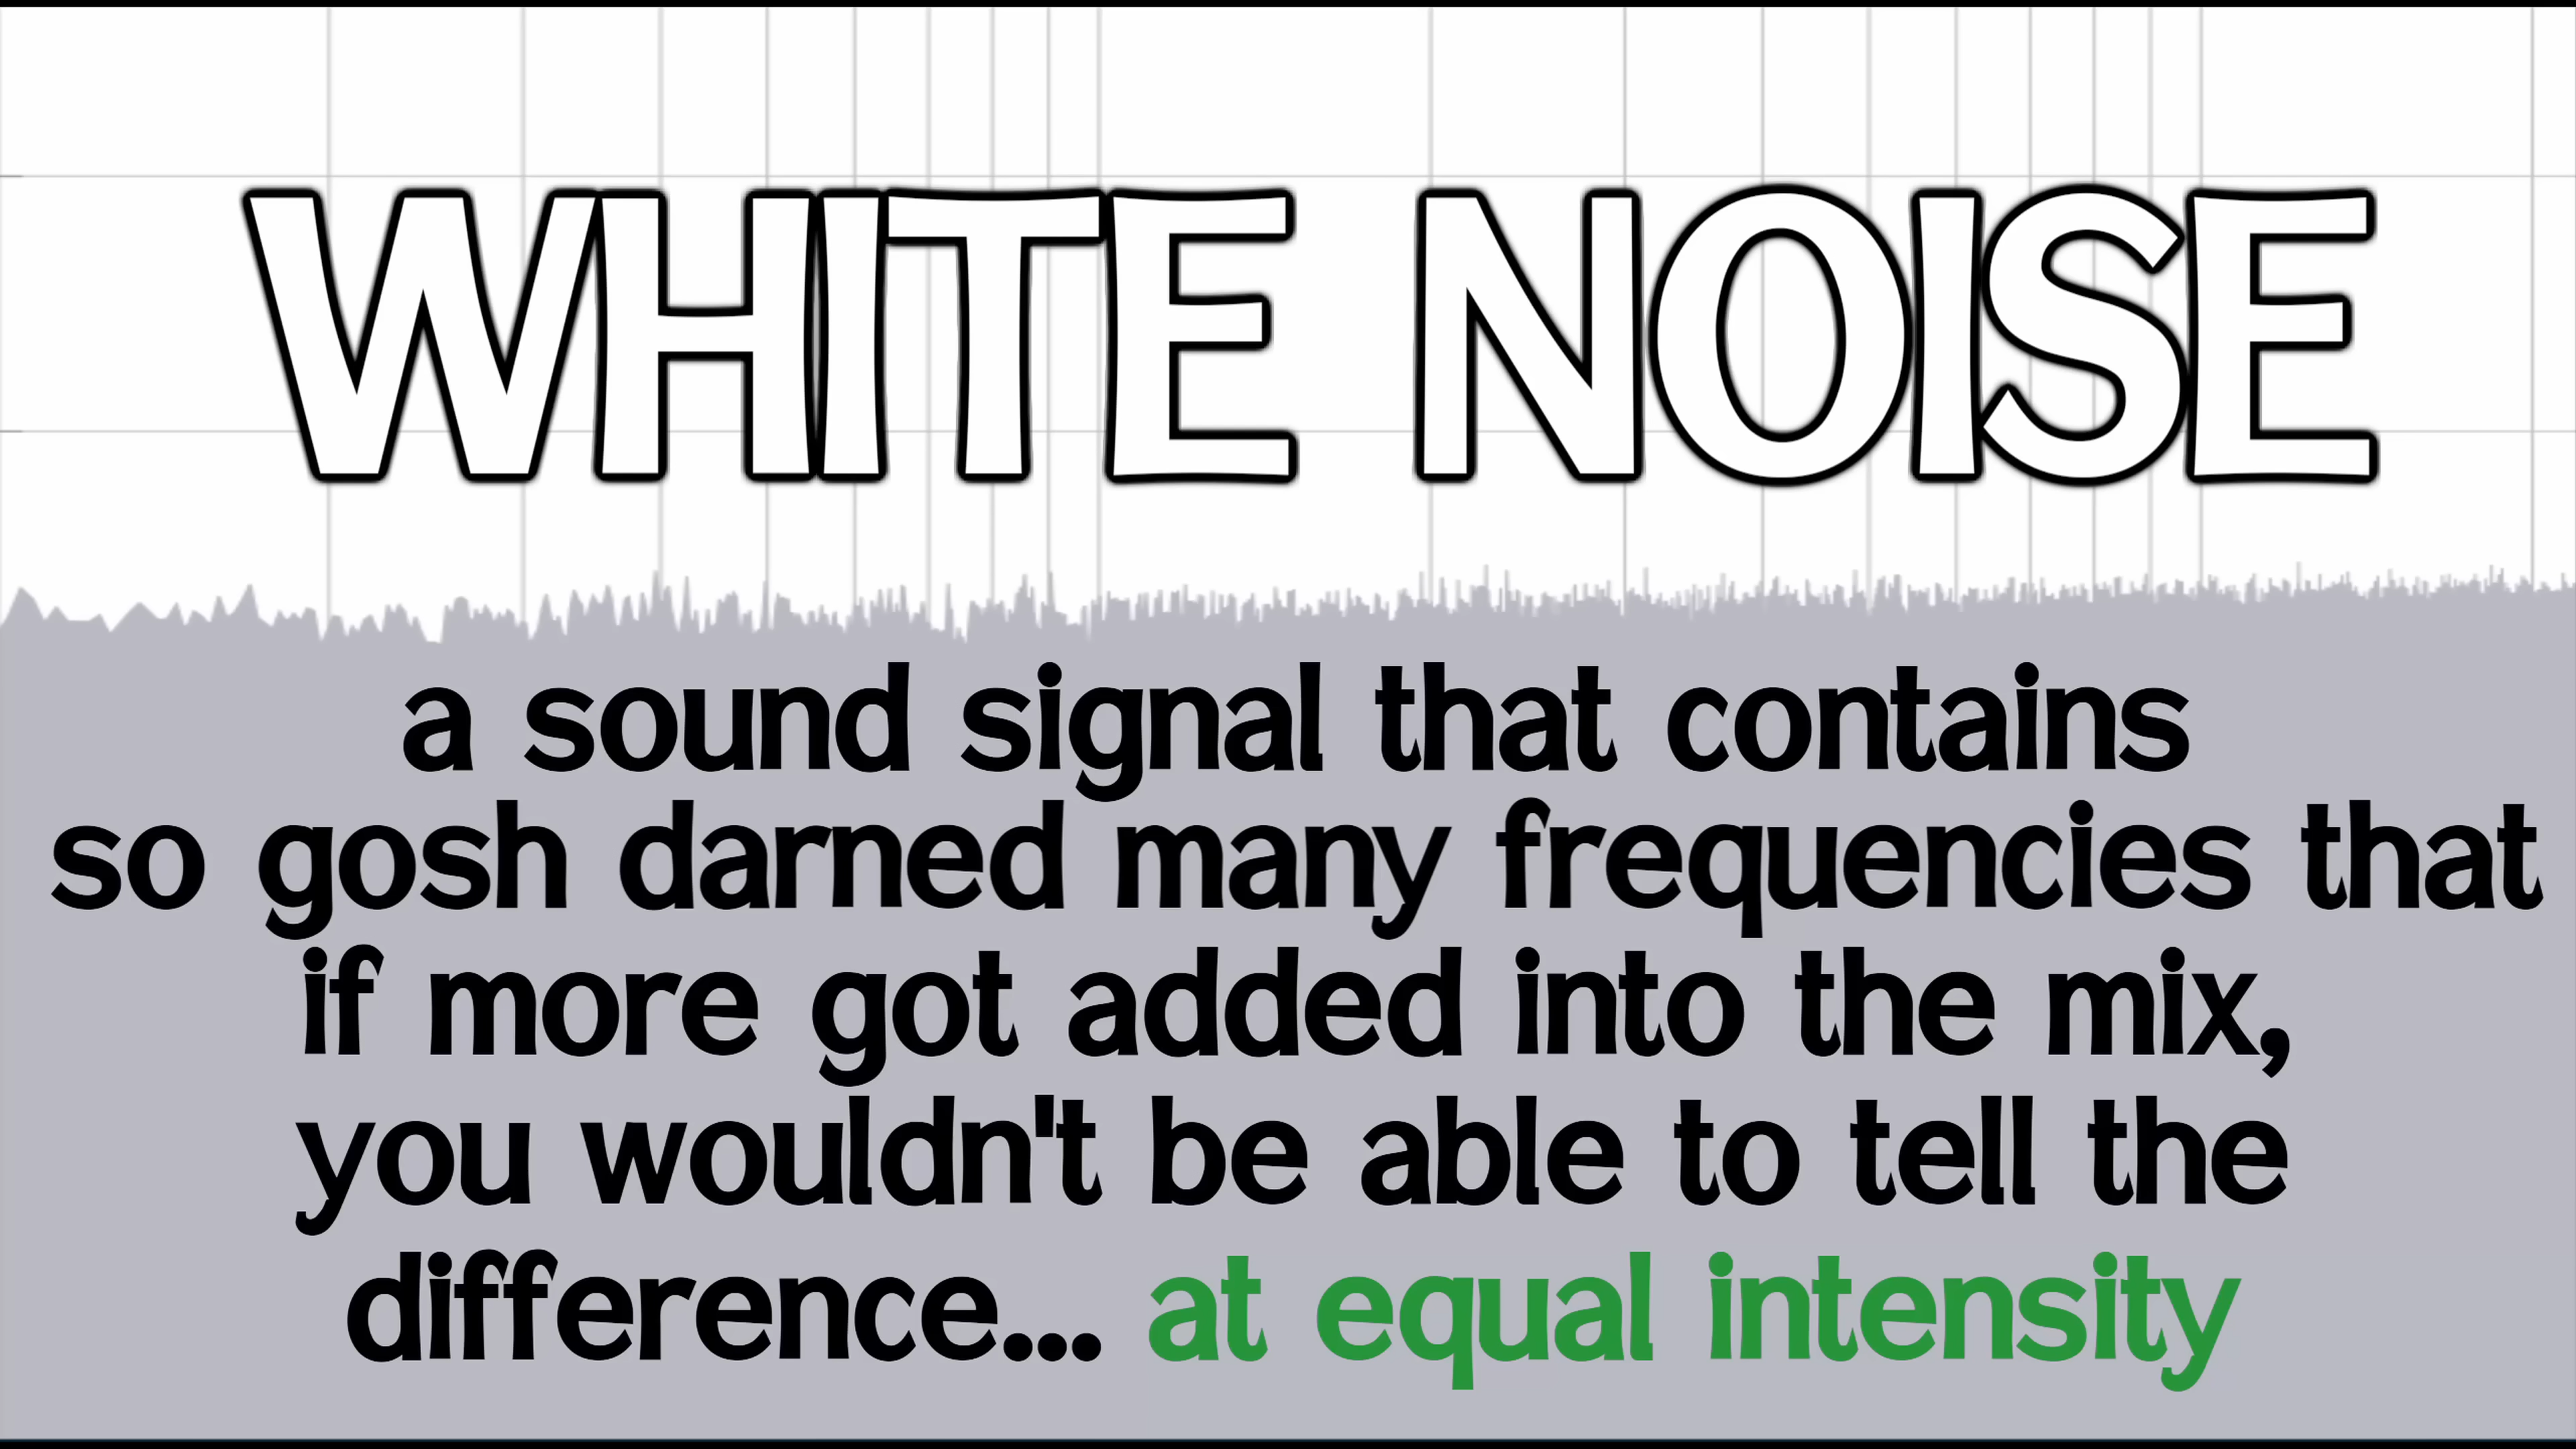 WHITE NOISE
a sound signal that contains
so gosh darned many frequencies that
if more got added into the mix,
you wouldn't be able to tell the
difference... at equal intensity